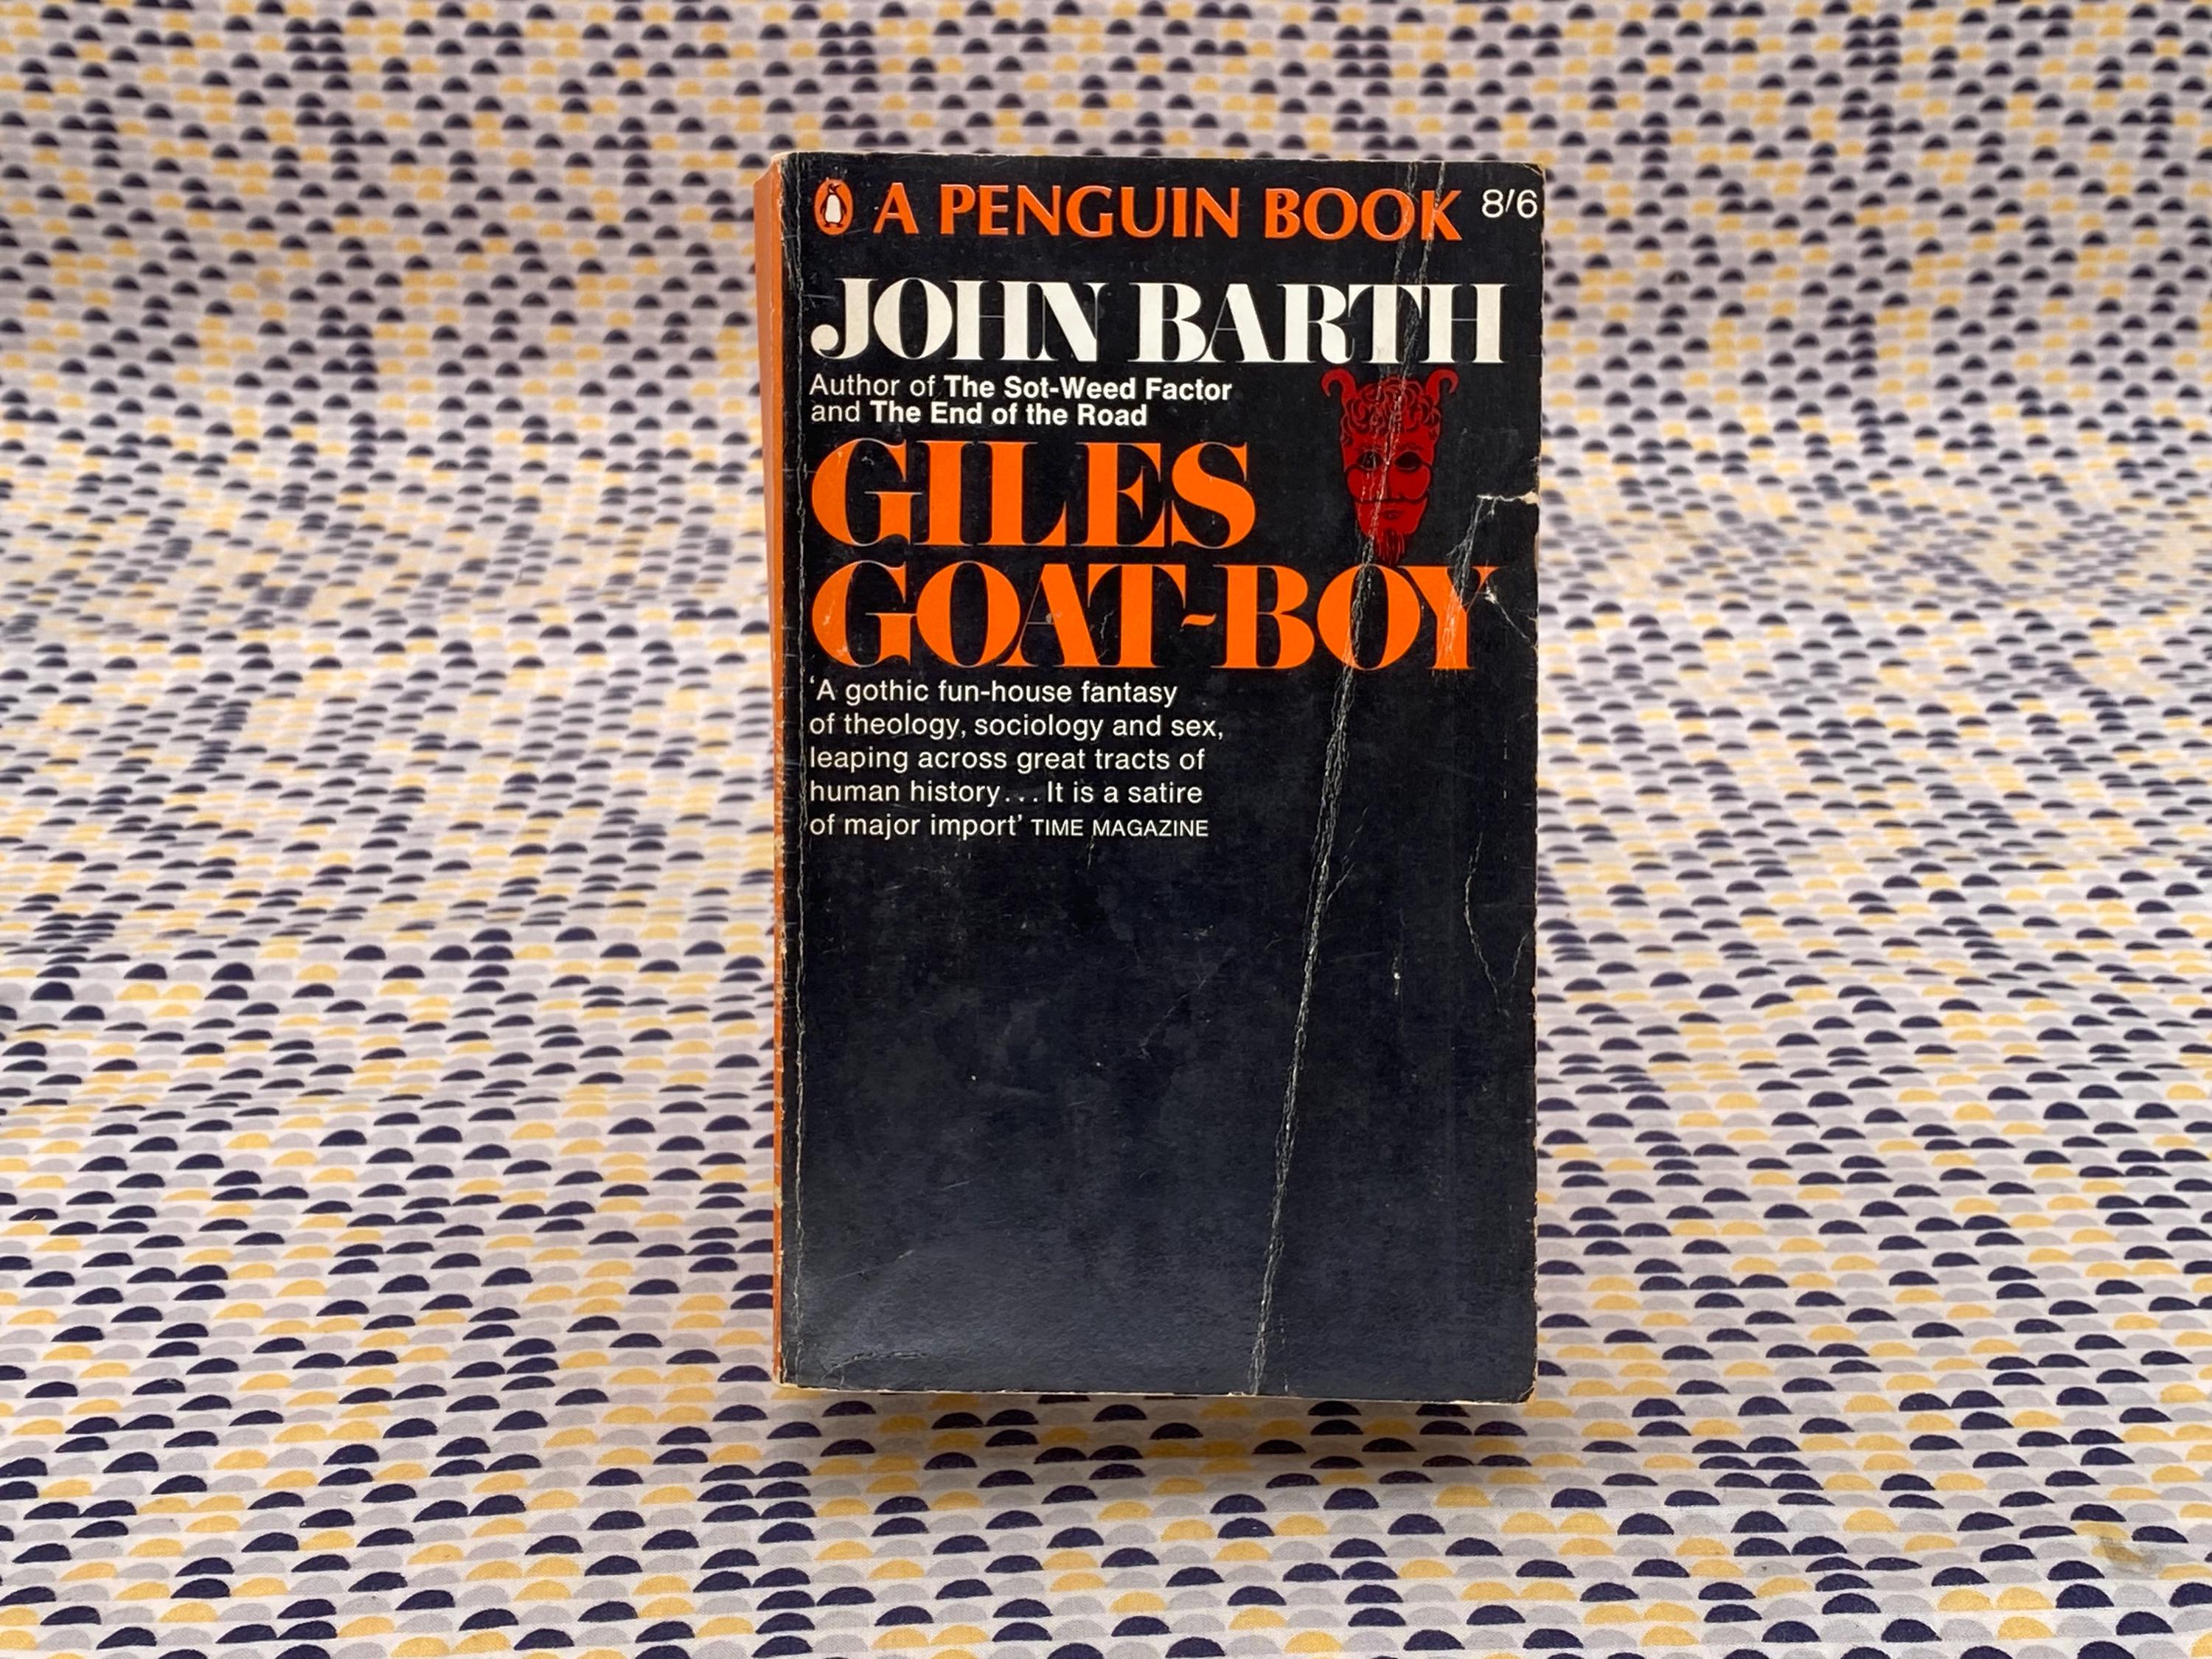 A PENGUIN BOOK 8/6
JOHN BARTH
Author of The Sot-Weed Factor
and The End of the Road
GILES
GOAT-BOY
‘A gothic fun-house fantasy
of theology, sociology and sex,
leaping across great tracts of
human history... It is a satire
of major import’ TIME MAGAZINE